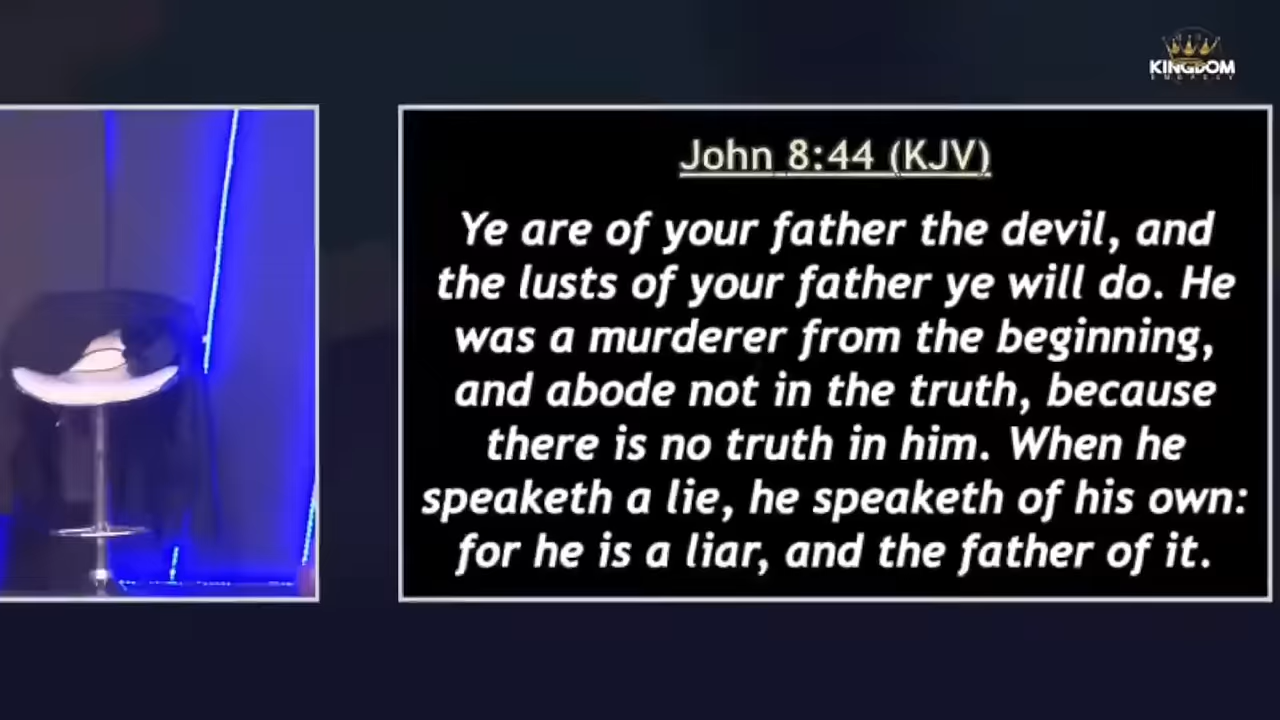 KINGDOM
EMBASSY
John 8:44 (KJV)
Ye are of your father the devil, and
the lusts of your father ye will do. He
was a murderer from the beginning,
and abode not in the truth, because
there is no truth in him. When he
speaketh a lie, he speaketh of his own:
for he is a liar, and the father of it.